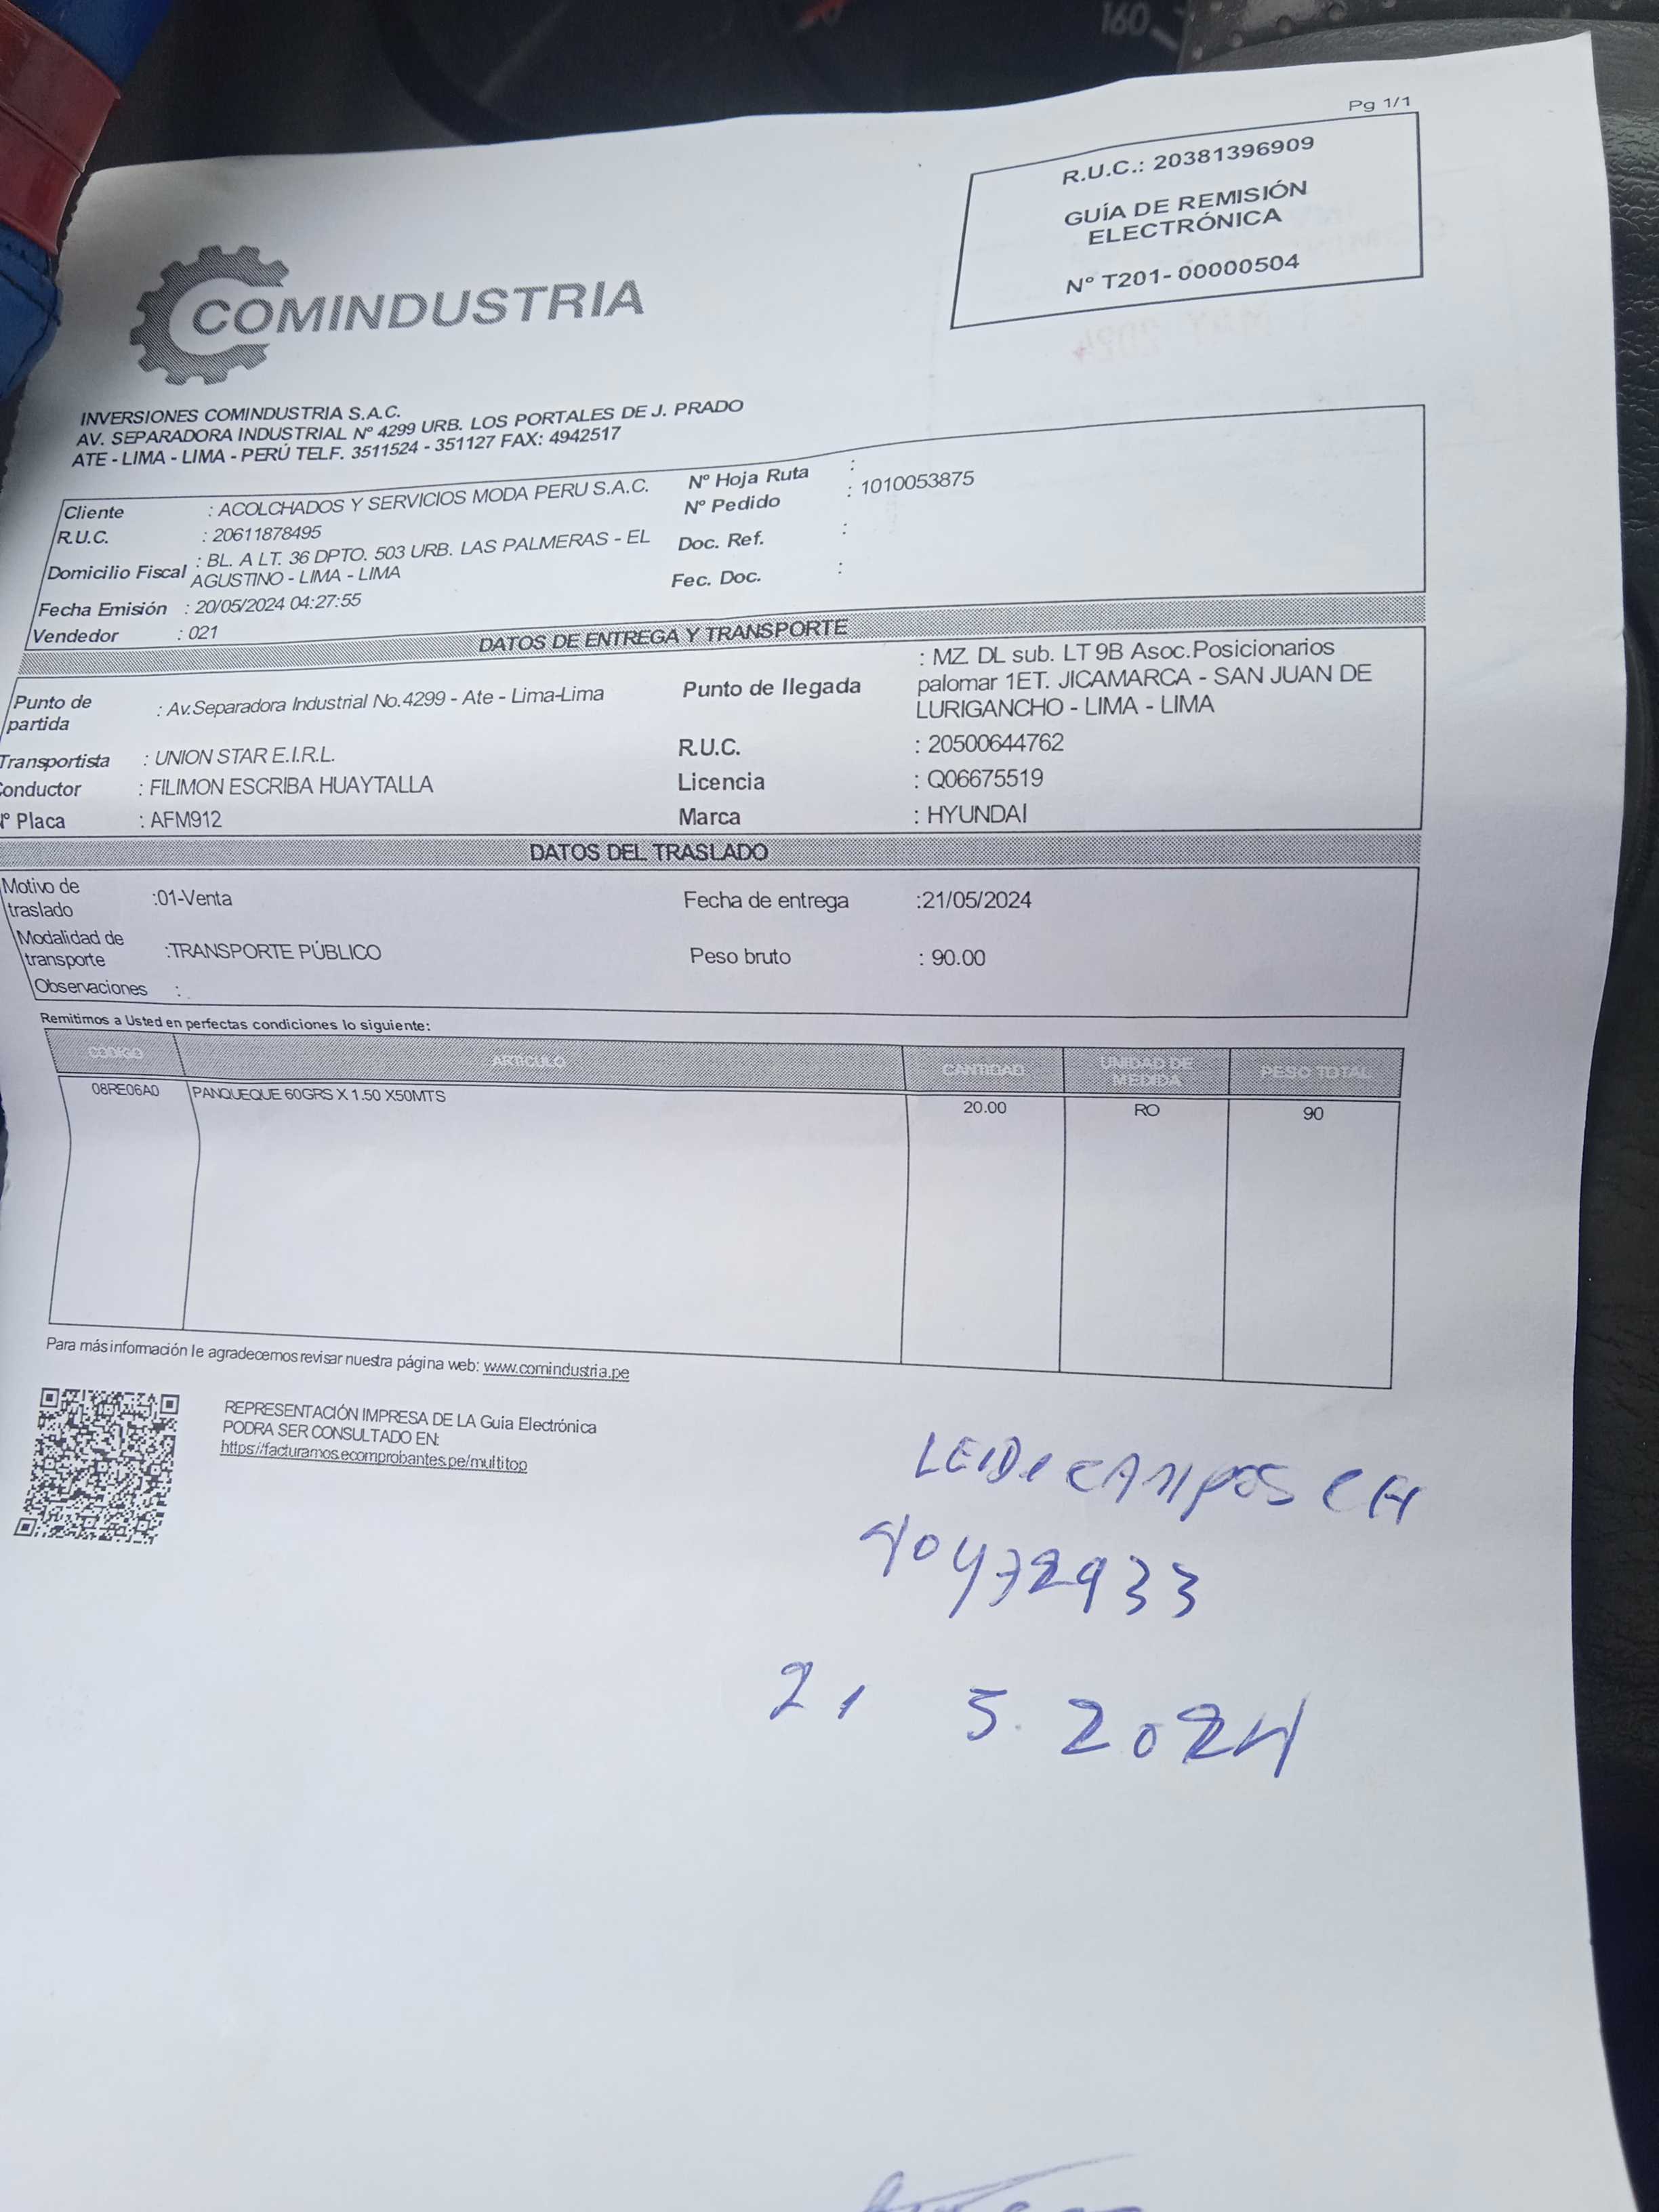 160
Pg 1/1
R.U.C.: 20381396909
GUÍA DE REMISIÓN
ELECTRÓNICA
Nº T201- 00000504
COMINDUSTRIA
INVERSIONES COMINDUSTRIA S.A.C.
AV. SEPARADORA INDUSTRIAL Nº 4299 URB. LOS PORTALES DE J. PRADO
ATE - LIMA - LIMA - PERÚ TELF. 3511524 - 351127 FAX: 4942517
Cliente : ACOLCHADOS Y SERVICIOS MODA PERU S.A.C. Nº Hoja Ruta :
R.U.C. : 20611878495 Nº Pedido : 1010053875
Domicilio Fiscal : BL. A LT. 36 DPTO. 503 URB. LAS PALMERAS - EL Doc. Ref. :
AGUSTINO - LIMA - LIMA Fec. Doc. :
Fecha Emisión : 20/05/2024 04:27:55
Vendedor : 021
DATOS DE ENTREGA Y TRANSPORTE
Punto de partida : Av.Separadora Industrial No.4299 - Ate - Lima-Lima Punto de llegada : MZ DL sub. LT 9B Asoc.Posicionarios
palomar 1ET. JICAMARCA - SAN JUAN DE
LURIGANCHO - LIMA - LIMA
Transportista : UNION STAR E.I.R.L. R.U.C. : 20500644762
Conductor : FILIMON ESCRIBA HUAYTALLA Licencia : Q06675519
Nº Placa : AFM912 Marca : HYUNDAI
DATOS DEL TRASLADO
Motivo de traslado :01-Venta Fecha de entrega :21/05/2024
Modalidad de transporte :TRANSPORTE PÚBLICO Peso bruto : 90.00
Observaciones :
Remitimos a Usted en perfectas condiciones lo siguiente:
CODIGO ARTICULO CANTIDAD UNIDAD DE MEDIDA PESO TOTAL
08RE06A0 PANQUEQUE 60GRS X 1.50 X50MTS 20.00 RO 90
Para más información le agradecemos revisar nuestra página web: www.comindustria.pe
REPRESENTACIÓN IMPRESA DE LA Guia Electrónica
PODRA SER CONSULTADO EN:
https://facturamos.ecomprobantes.pe/multitop
LEIDI CAMPOS CH
21 5. 2024